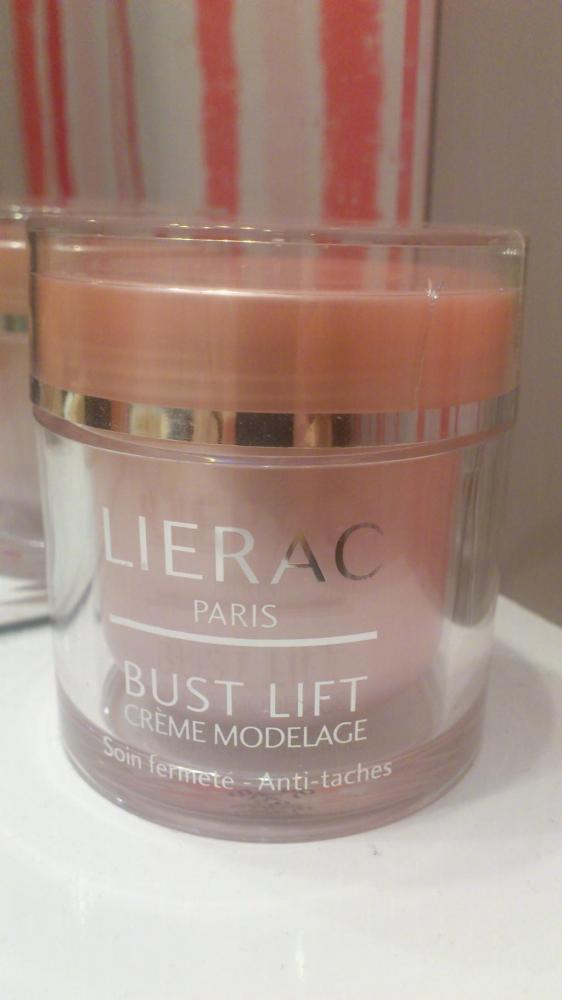 LIERAC
PARIS
BUST LIFT
CRÈME MODELAGE
Soin fermeté - Anti-taches